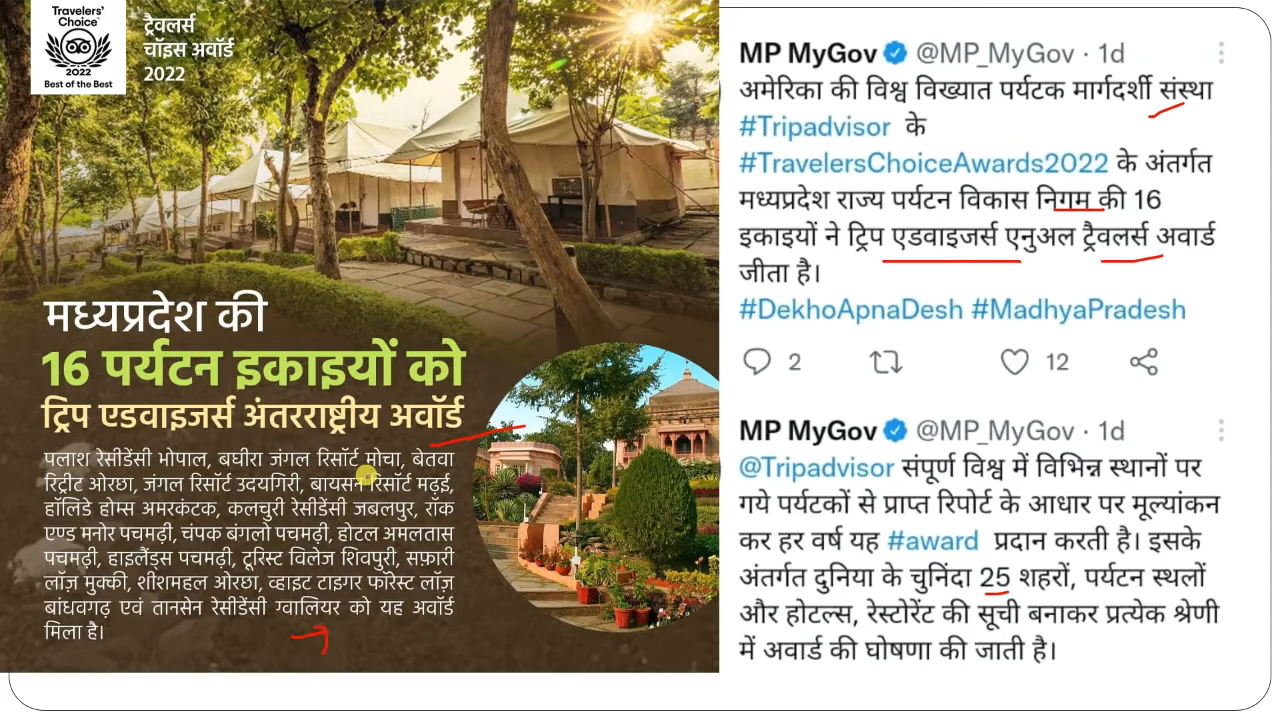 Travelers'
Choice
2022
Best of the Best
ट्रैवलर्स
चॉइस अवॉर्ड
2022
मध्यप्रदेश की
16 पर्यटन इकाइयों को
ट्रिप एडवाइजर्स अंतरराष्ट्रीय अवॉर्ड
पलाश रेसीडेंसी भोपाल, बघीरा जंगल रिसॉर्ट मोचा, बेतवा
रिट्रीट ओरछा, जंगल रिसॉर्ट उदयगिरी, बायसन रिसॉर्ट मढ़ई,
हॉलिडे होम्स अमरकंटक, कलचुरी रेसीडेंसी जबलपुर, रॉक
एण्ड मनोर पचमढ़ी, चंपक बंगलो पचमढ़ी, होटल अमलतास
पचमढ़ी, हाइलैंड्स पचमढ़ी, टूरिस्ट विलेज शिवपुरी, सफ़ारी
लॉज़ मुक्की, शीशमहल ओरछा, व्हाइट टाइगर फॉरेस्ट लॉज़
बांधवगढ़ एवं तानसेन रेसीडेंसी ग्वालियर को यह अवॉर्ड
मिला है।
MP MyGov @MP_MyGov · 1d
अमेरिका की विश्व विख्यात पर्यटक मार्गदर्शी संस्था
#Tripadvisor के
#TravelersChoiceAwards2022 के अंतर्गत
मध्यप्रदेश राज्य पर्यटन विकास निगम की 16
इकाइयों ने ट्रिप एडवाइजर्स एनुअल ट्रैवलर्स अवार्ड
जीता है।
#DekhoApnaDesh #MadhyaPradesh
2 12
MP MyGov @MP_MyGov · 1d
@Tripadvisor संपूर्ण विश्व में विभिन्न स्थानों पर
गये पर्यटकों से प्राप्त रिपोर्ट के आधार पर मूल्यांकन
कर हर वर्ष यह #award प्रदान करती है। इसके
अंतर्गत दुनिया के चुनिंदा 25 शहरों, पर्यटन स्थलों
और होटल्स, रेस्टोरेंट की सूची बनाकर प्रत्येक श्रेणी
में अवार्ड की घोषणा की जाती है।